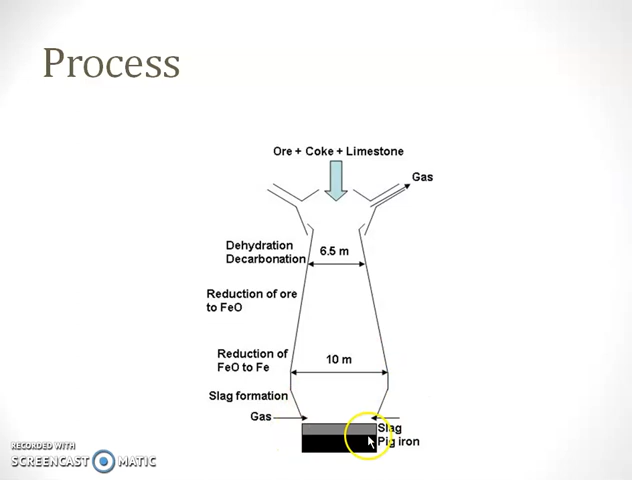 Process
Ore + Coke + Limestone
Gas
Dehydration
Decarbonation
6.5 m
Reduction of ore
to FeO
Reduction of
FeO to Fe
10 m
Slag formation
Gas
Slag
Pig iron
RECORDED WITH
SCREENCAST MATIC